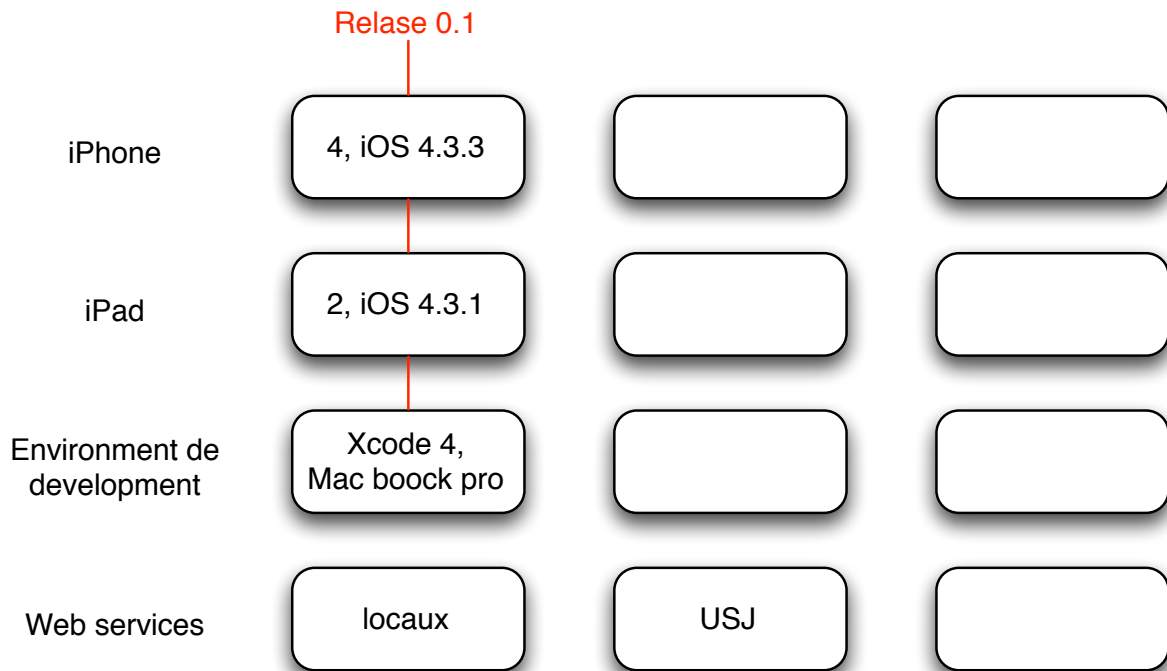 Relase 0.1
iPhone
4, iOS 4.3.3
iPad
2, iOS 4.3.1
Environment de
development
Xcode 4,
Mac boock pro
Web services
locaux
USJ